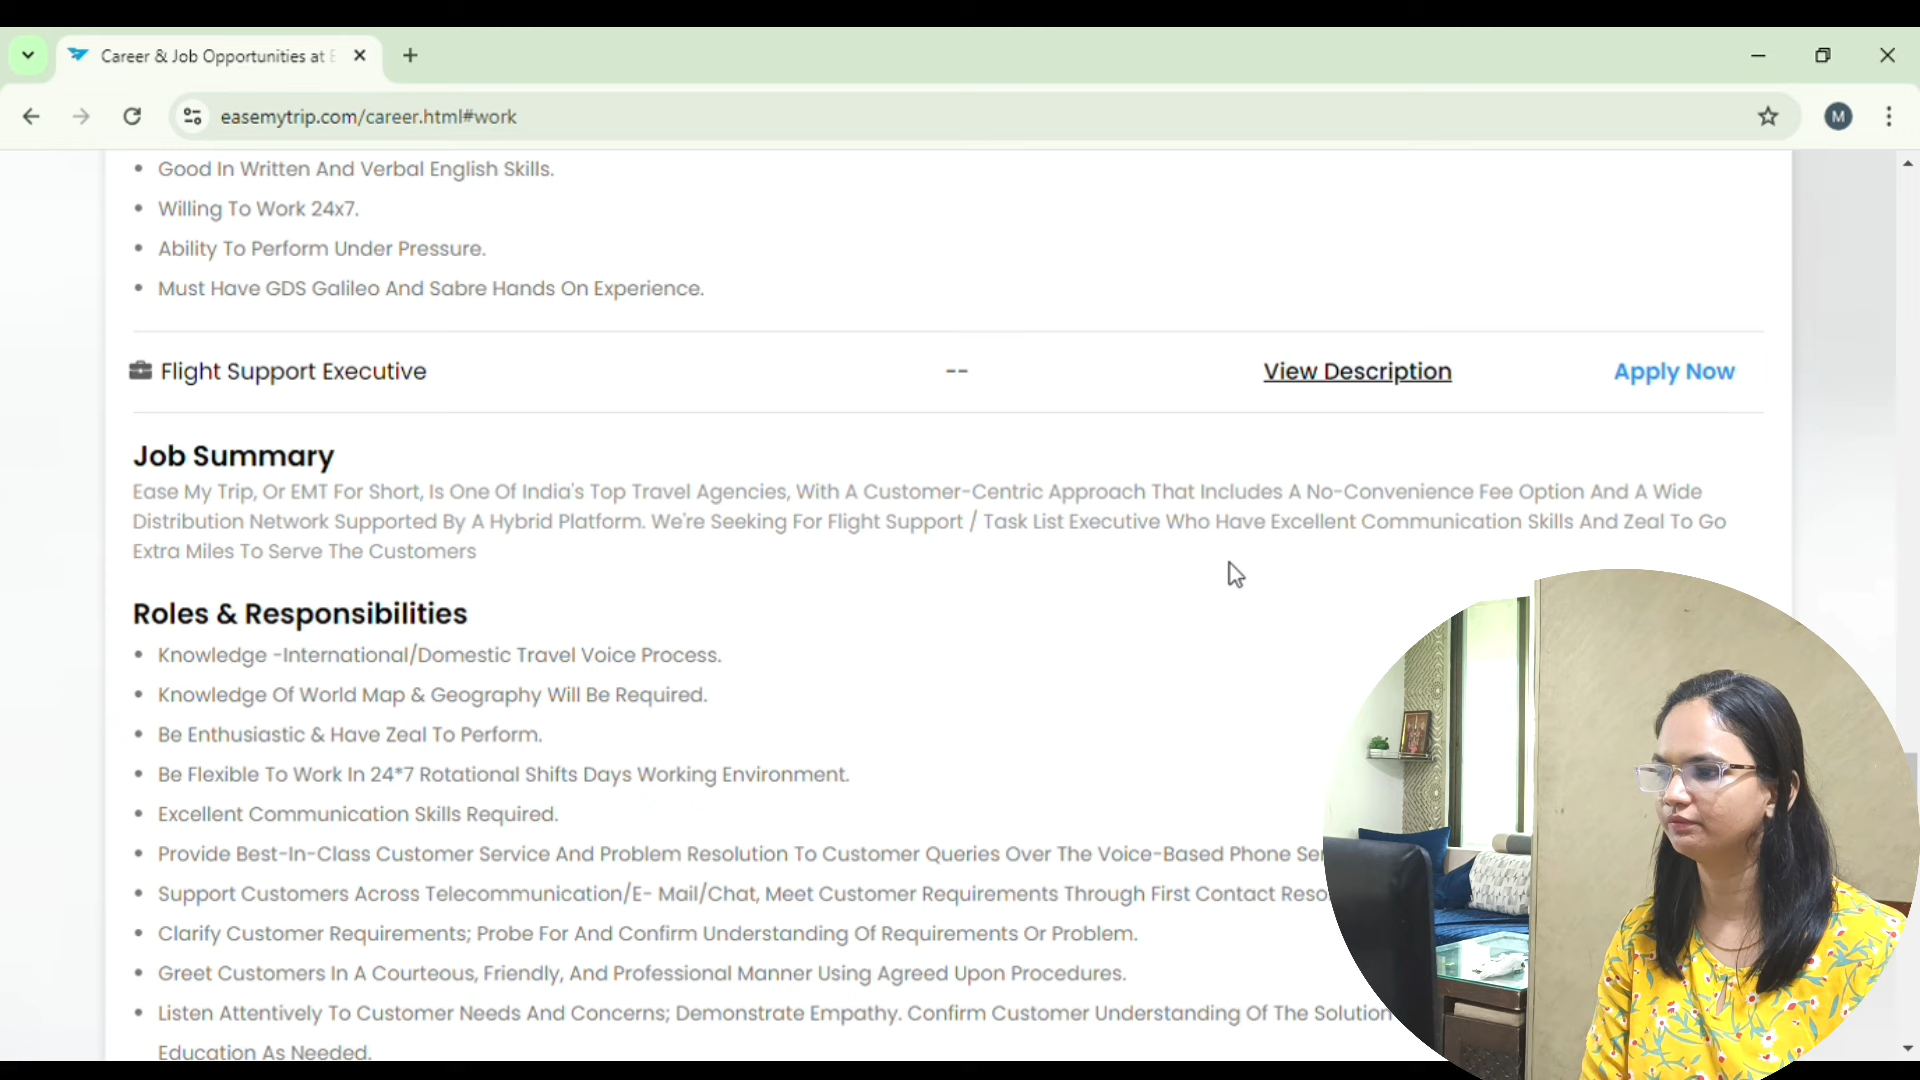 Career & Job Opportunities at E
easemytrip.com/career.html#work
M
Good In Written And Verbal English Skills.
Willing To Work 24x7.
Ability To Perform Under Pressure.
Must Have GDS Galileo And Sabre Hands On Experience.
Flight Support Executive -- View Description Apply Now
Job Summary
Ease My Trip, Or EMT For Short, Is One Of India's Top Travel Agencies, With A Customer-Centric Approach That Includes A No-Convenience Fee Option And A Wide
Distribution Network Supported By A Hybrid Platform. We're Seeking For Flight Support / Task List Executive Who Have Excellent Communication Skills And Zeal To Go
Extra Miles To Serve The Customers
Roles & Responsibilities
Knowledge -International/Domestic Travel Voice Process.
Knowledge Of World Map & Geography Will Be Required.
Be Enthusiastic & Have Zeal To Perform.
Be Flexible To Work In 24*7 Rotational Shifts Days Working Environment.
Excellent Communication Skills Required.
Provide Best-In-Class Customer Service And Problem Resolution To Customer Queries Over The Voice-Based Phone Ser
Support Customers Across Telecommunication/E- Mail/Chat, Meet Customer Requirements Through First Contact Reso
Clarify Customer Requirements; Probe For And Confirm Understanding Of Requirements Or Problem.
Greet Customers In A Courteous, Friendly, And Professional Manner Using Agreed Upon Procedures.
Listen Attentively To Customer Needs And Concerns; Demonstrate Empathy. Confirm Customer Understanding Of The Solution
Education As Needed.